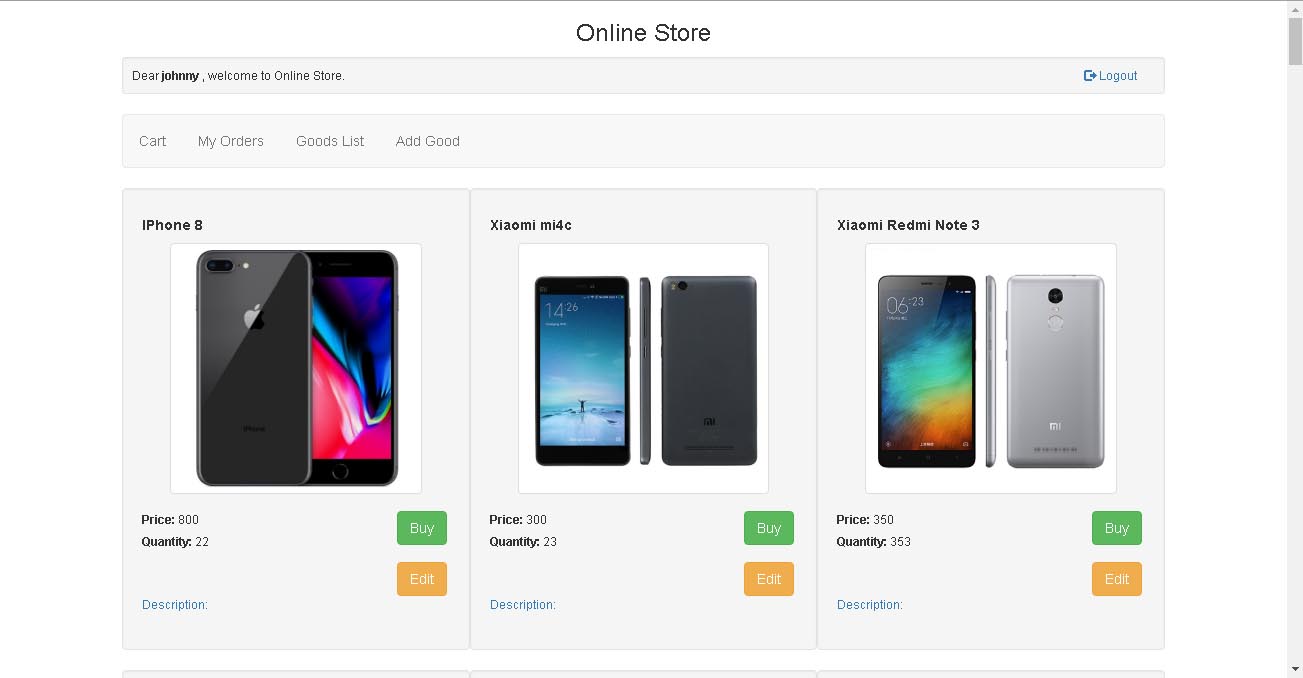 Online Store
Dear johnny , welcome to Online Store.
Logout
Cart
My Orders
Goods List
Add Good
IPhone 8
iPhone
Price: 800
Quantity: 22
Buy
Edit
Description:
Xiaomi mi4c
14:26
mi
Price: 300
Quantity: 23
Buy
Edit
Description:
Xiaomi Redmi Note 3
06:23
mi
Price: 350
Quantity: 353
Buy
Edit
Description: